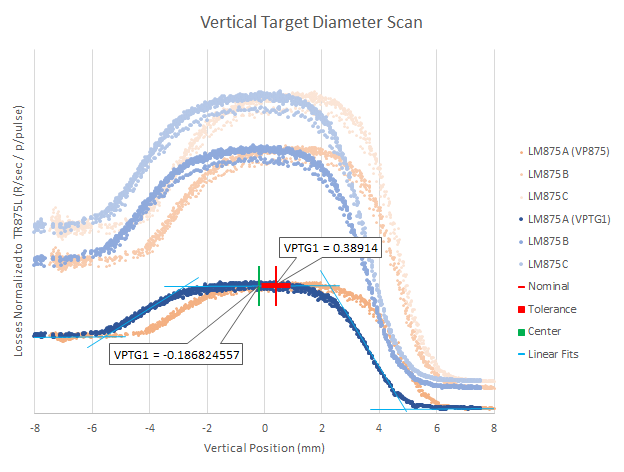 Vertical Target Diameter Scan
Losses Normalized to TR875L (R/sec / p/pulse)
VPTG1 = 0.38914
VPTG1 = -0.186824557
-8 -6 -4 -2 0 2 4 6 8
Vertical Position (mm)
LM875A (VP875)
LM875B
LM875C
LM875A (VPTG1)
LM875B
LM875C
Nominal
Tolerance
Center
Linear Fits